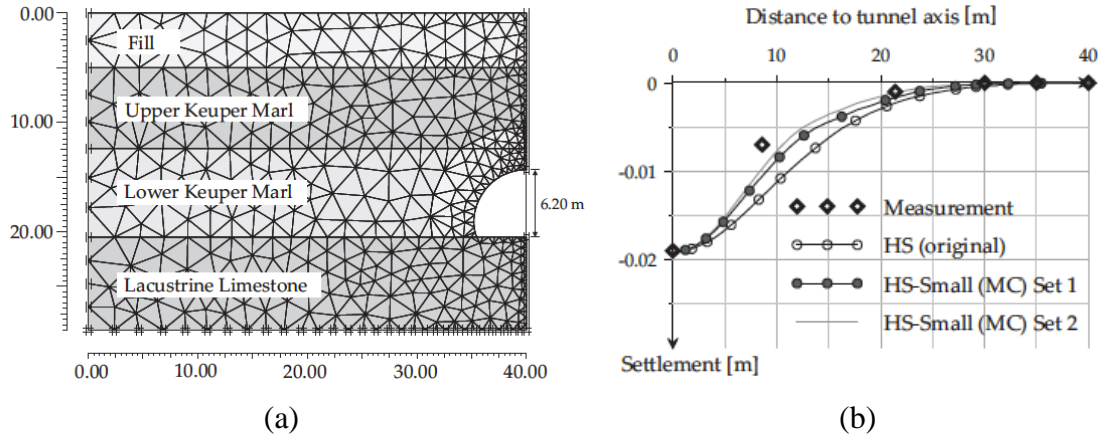 0.00
10.00
20.00
Fill
Upper Keuper Marl
Lower Keuper Marl
Lacustrine Limestone
6.20 m
0.00 10.00 20.00 30.00 40.00
(a)
Distance to tunnel axis [m]
0 10 20 30 40
0
-0.01
-0.02
Measurement
HS (original)
HS-Small (MC) Set 1
HS-Small (MC) Set 2
Settlement [m]
(b)